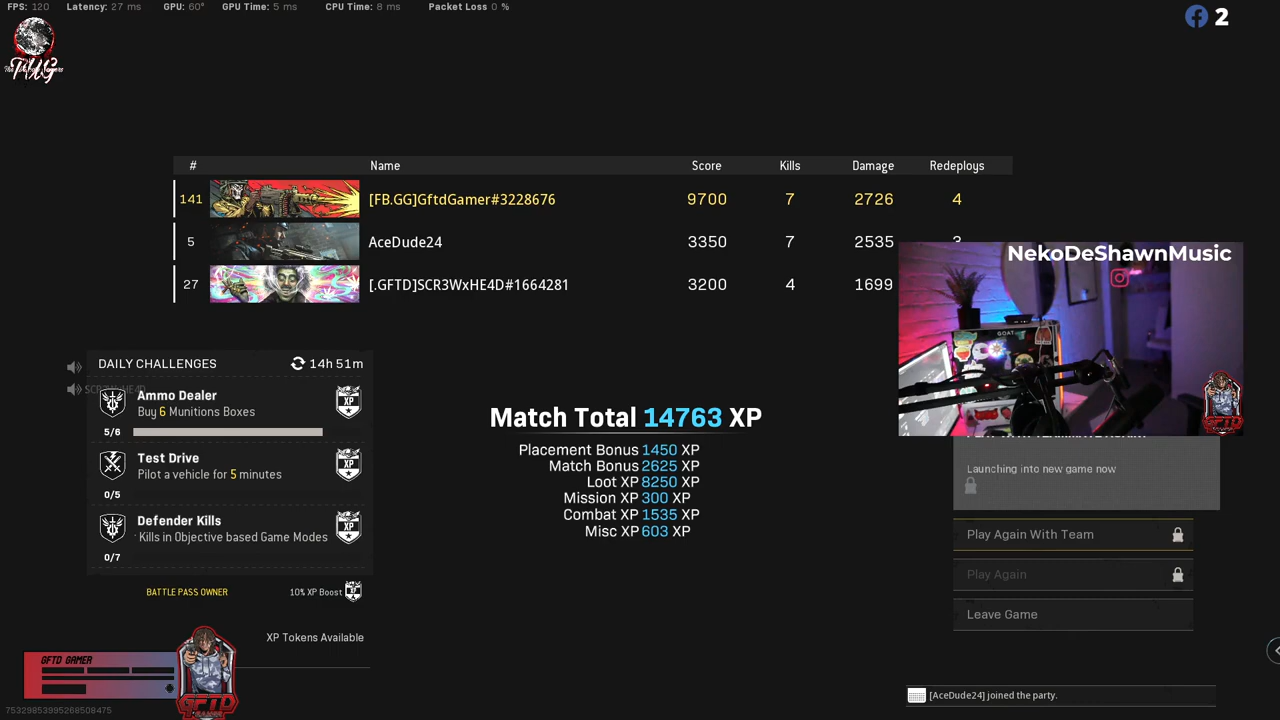 FPS: 120 Latency: 27 ms GPU: 60° GPU Time: 5 ms CPU Time: 8 ms Packet Loss 0 %
2
TUG
# Name Score Kills Damage Redeploys
141 [FB.GG]GftdGamer#3228676 9700 7 2726 4
5 AceDude24 3350 7 2535
27 [.GFTD]SCR3WxHE4D#1664281 3200 4 1699
NekoDeShawnMusic
GOAT
DAILY CHALLENGES 14h 51m
Ammo Dealer
Buy 6 Munitions Boxes
5/6
XP
Test Drive
Pilot a vehicle for 5 minutes
0/5
XP
Defender Kills
Kills in Objective based Game Modes
0/7
XP
BATTLE PASS OWNER 10% XP Boost
XP Tokens Available
Match Total 14763 XP
Placement Bonus 1450 XP
Match Bonus 2625 XP
Loot XP 8250 XP
Mission XP 300 XP
Combat XP 1535 XP
Misc XP 603 XP
Launching into new game now
Play Again With Team
Play Again
Leave Game
GFTD GAMER
GFTD
[AceDude24] joined the party.
75329853995268508475